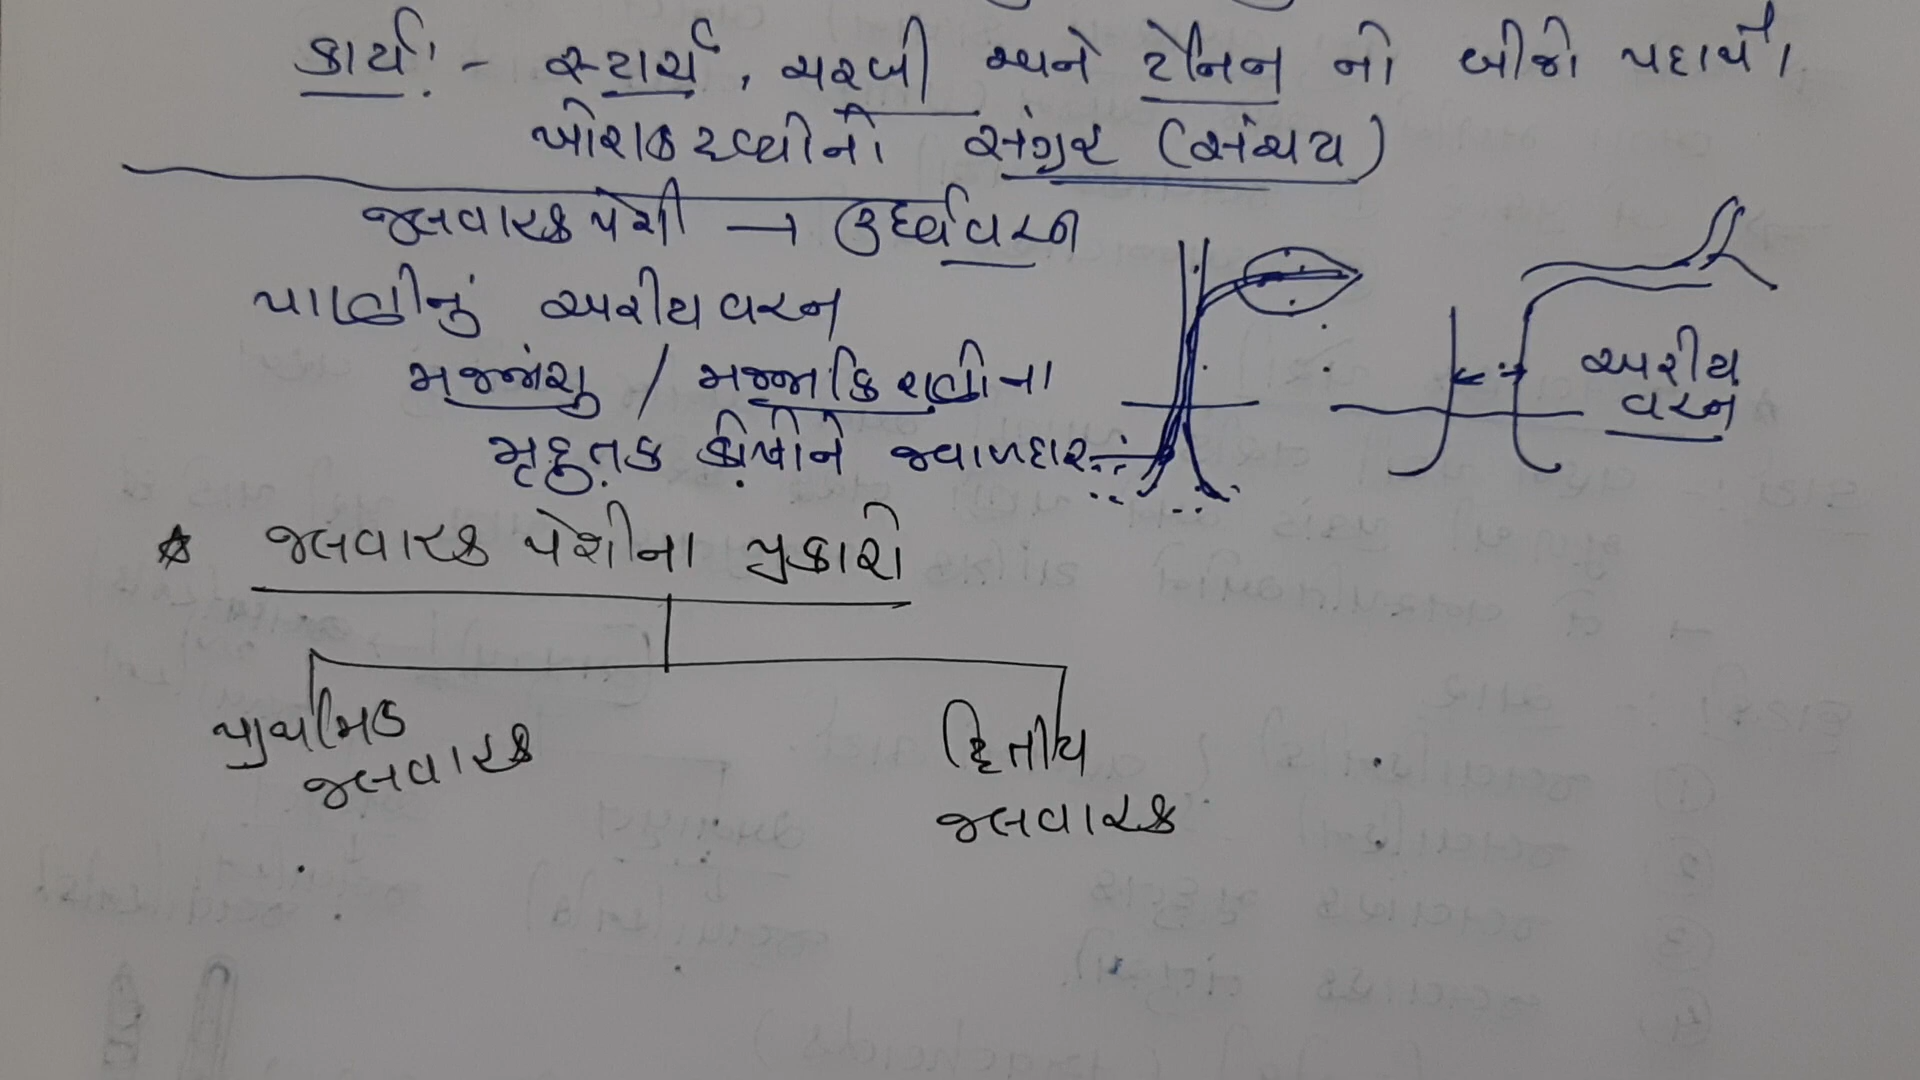 કાર્ય :- સ્ટાર્ચ, ચરબી અને ટેનિન નો બીજો પદાર્થો
ખોરાકદ્રવ્યોનો સંગ્રહ (સંચય)
જલવાહક પેશી → ઉર્ધ્વવહન
પાણીનું અરીય વહન
મજ્જાંશુ / મજ્જાકિરણોના
મૃદુતક કોષોને જવાબદાર
અરીય
વહન
* જલવાહક પેશીના પ્રકારો
પ્રાથમિક
જલવાહક
દ્વિતીય
જલવાહક